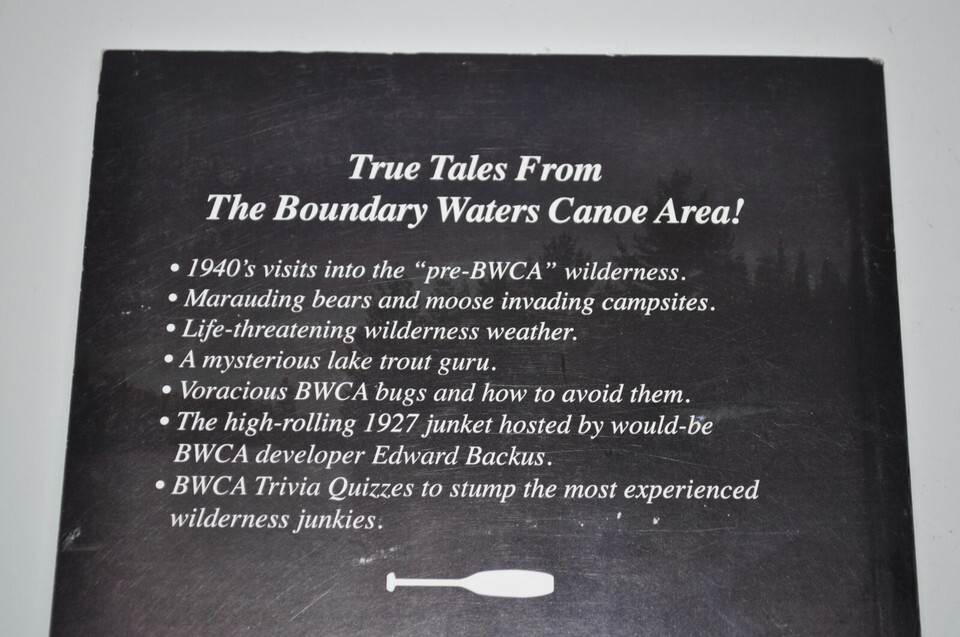 True Tales From
The Boundary Waters Canoe Area!
• 1940's visits into the “pre-BWCA” wilderness.
• Marauding bears and moose invading campsites.
• Life-threatening wilderness weather.
• A mysterious lake trout guru.
• Voracious BWCA bugs and how to avoid them.
• The high-rolling 1927 junket hosted by would-be
BWCA developer Edward Backus.
• BWCA Trivia Quizzes to stump the most experienced
wilderness junkies.